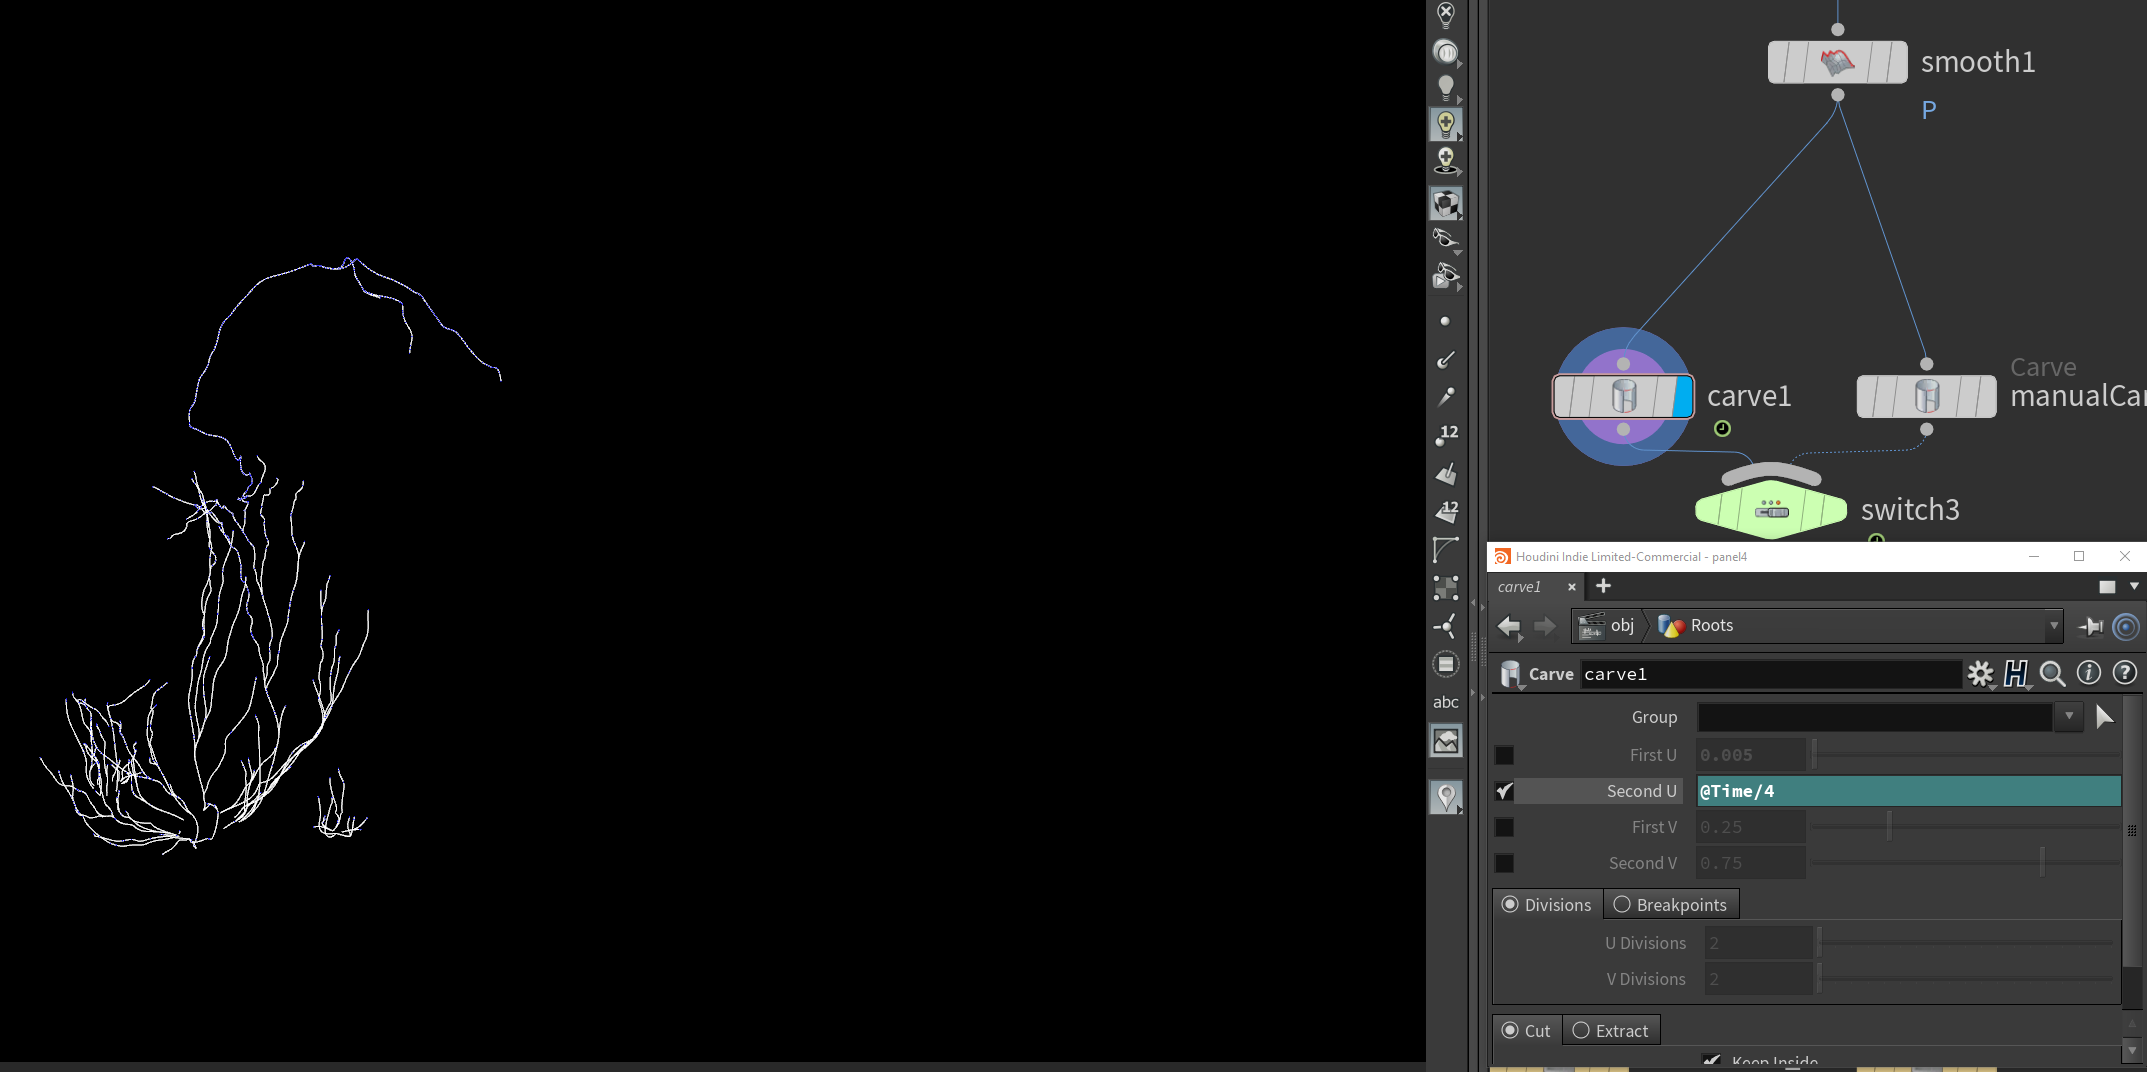 smooth1
P
Carve
carve1
manualCar
switch3
12
12
abc
Houdini Indie Limited-Commercial - panel4
carve1
obj
Roots
Carve
carve1
Group
First U
0.005
Second U
@Time/4
First V
0.25
Second V
0.75
Divisions
Breakpoints
U Divisions
2
V Divisions
2
Cut
Extract
Keep Inside